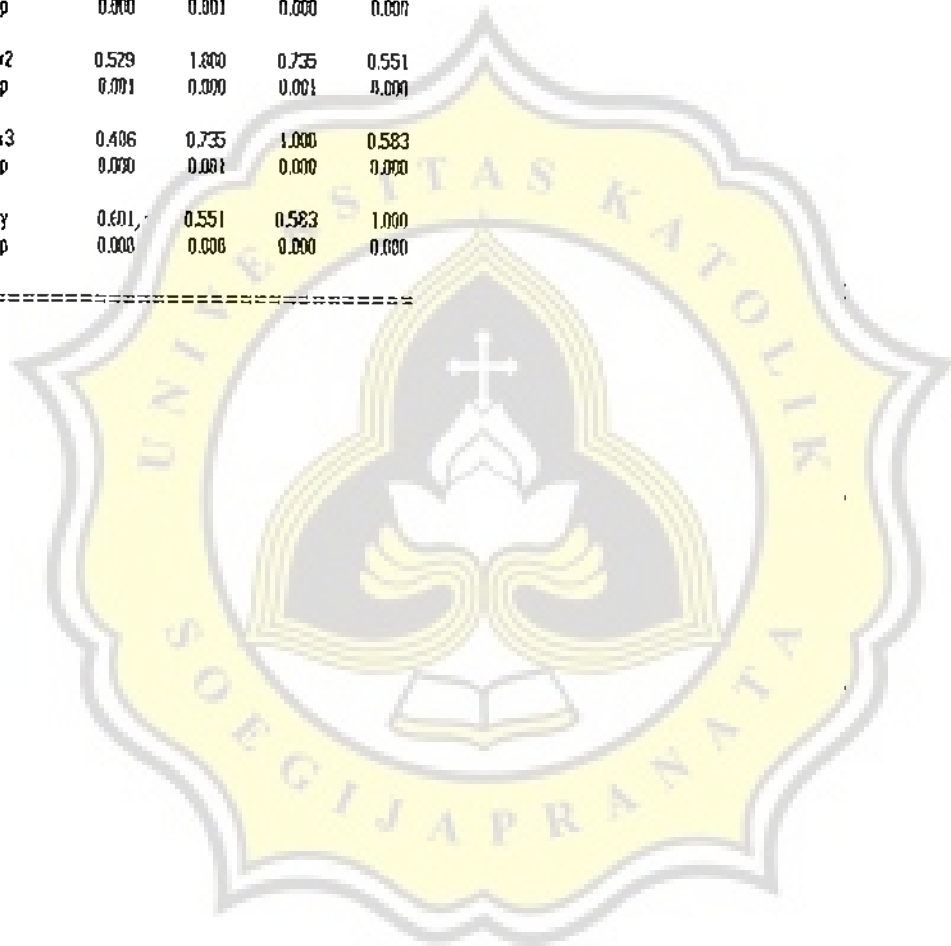 p 0.000 0.001 0.000 0.000
x2 0.529 1.000 0.735 0.551
p 0.001 0.000 0.001 0.000
x3 0.406 0.735 1.000 0.583
p 0.000 0.001 0.000 0.000
y 0.601 0.551 0.583 1.000
p 0.000 0.000 0.000 0.000
UNIVERSITAS KATOLIK
SOEGIJAPRANATA